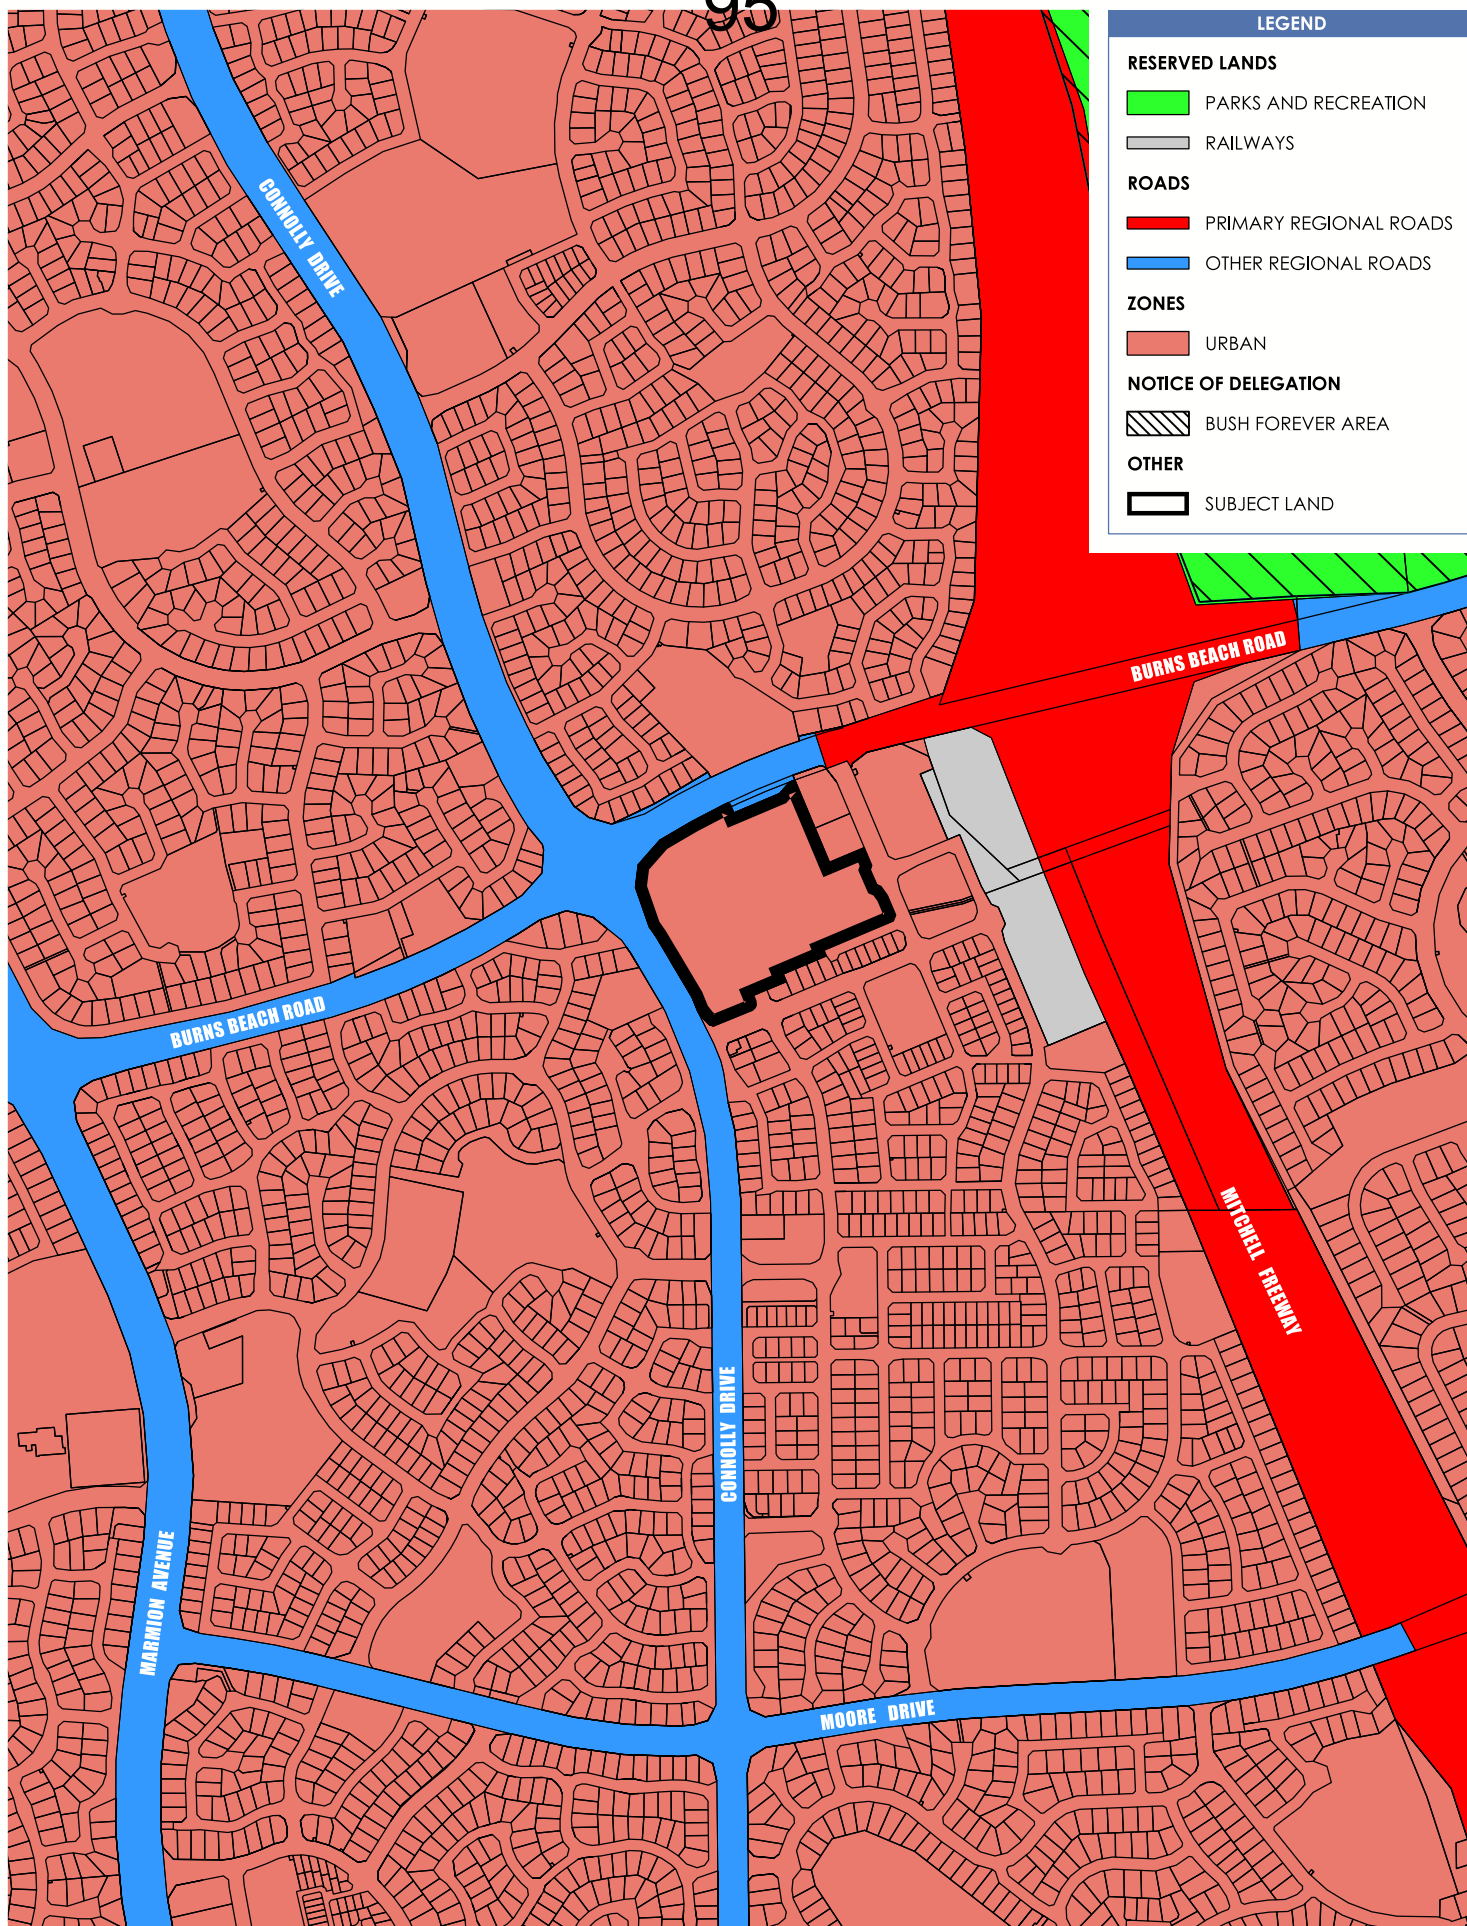 95
LEGEND
RESERVED LANDS
PARKS AND RECREATION
RAILWAYS
ROADS
PRIMARY REGIONAL ROADS
OTHER REGIONAL ROADS
ZONES
URBAN
NOTICE OF DELEGATION
BUSH FOREVER AREA
OTHER
SUBJECT LAND
CONNOLLY DRIVE
BURNS BEACH ROAD
BURNS BEACH ROAD
MITCHELL FREEWAY
CONNOLLY DRIVE
MARMION AVENUE
MOORE DRIVE